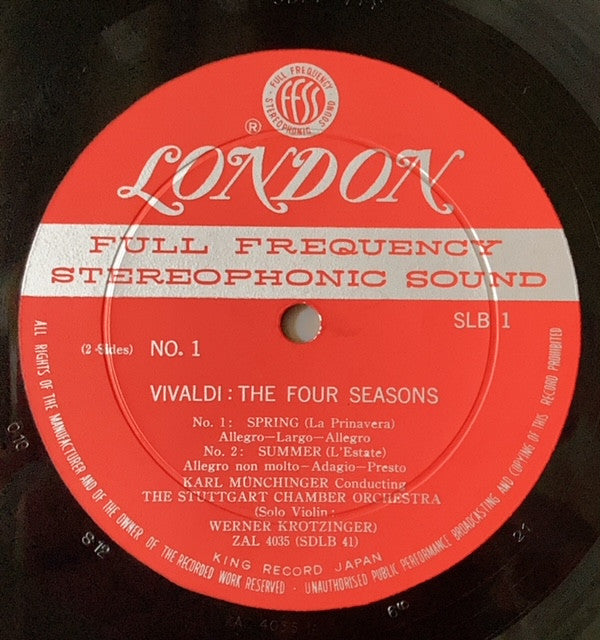 FULL FREQUENCY
ffss
STEREOPHONIC SOUND
®
LONDON
FULL FREQUENCY
STEREOPHONIC SOUND
SLB 1
(2-Sides) NO. 1
VIVALDI : THE FOUR SEASONS
No. 1: SPRING (La Prinavera)
Allegro—Largo—Allegro
No. 2: SUMMER (L'Estate)
Allegro non molto—Adagio—Presto
KARL MÜNCHINGER Conducting
THE STUTTGART CHAMBER ORCHESTRA
(Solo Violin :
WERNER KROTZINGER)
ZAL 4035 (SDLB 41)
KING RECORD JAPAN
ALL RIGHTS OF THE MANUFACTURER AND OF THE OWNER OF THE RECORDED WORK RESERVED · UNAUTHORISED PUBLIC PERFORMANCE BROADCASTING AND COPYING OF THIS RECORD PROHIBITED